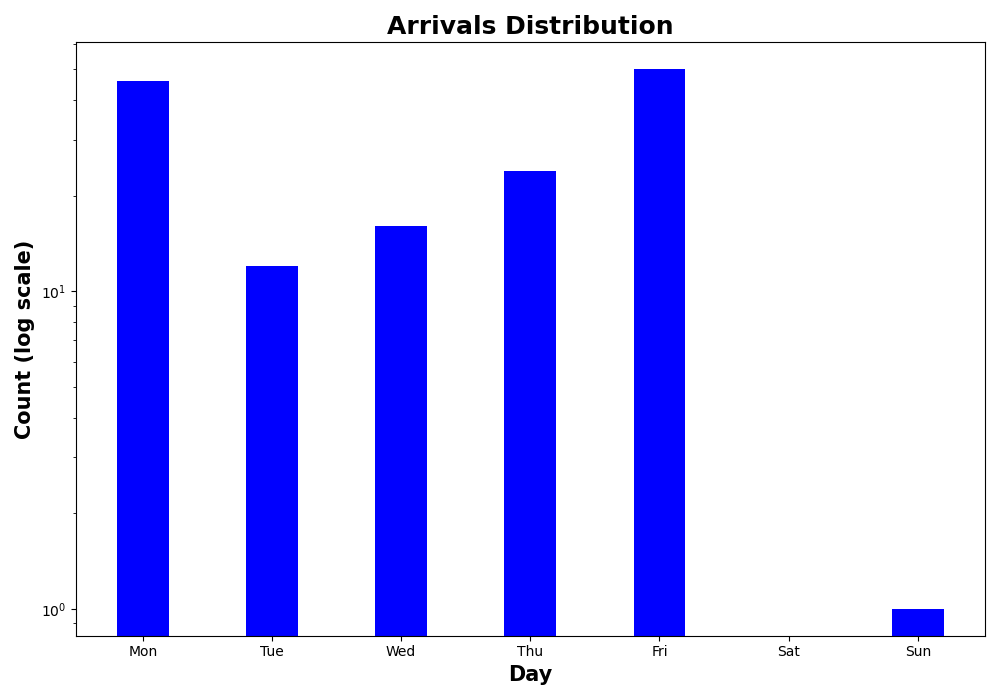 Arrivals Distribution
Count (log scale)
10¹
10⁰
Mon Tue Wed Thu Fri Sat Sun
Day